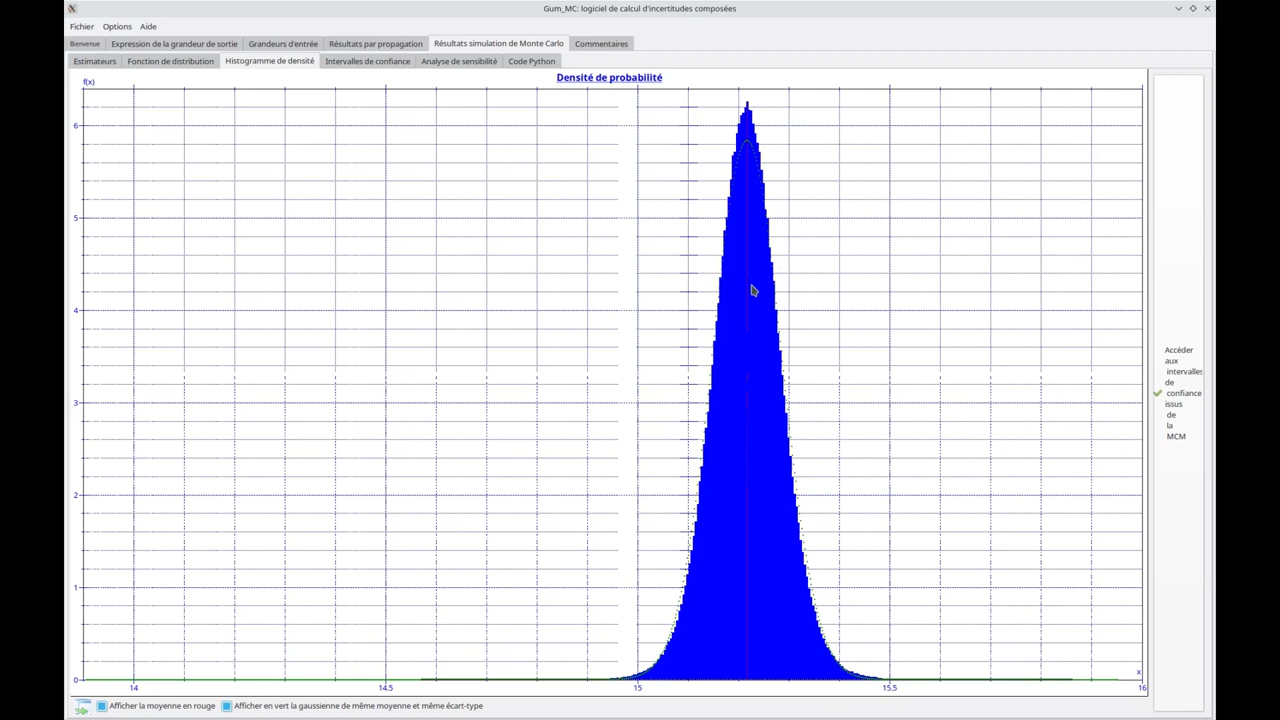 Gum_MC: logiciel de calcul d'incertitudes composées
Fichier Options Aide
Bienvenue Expression de la grandeur de sortie Grandeurs d'entrée Résultats par propagation Résultats simulation de Monte Carlo Commentaires
Estimateurs Fonction de distribution Histogramme de densité Intervalles de confiance Analyse de sensibilité Code Python
Densité de probabilité
f(x)
6
5
4
3
2
1
0
14 14.5 15 15.5 16
x
Accéder
aux
intervalles
de
confiance
issus
de
la
MCM
Afficher la moyenne en rouge Afficher en vert la gaussienne de même moyenne et même écart-type